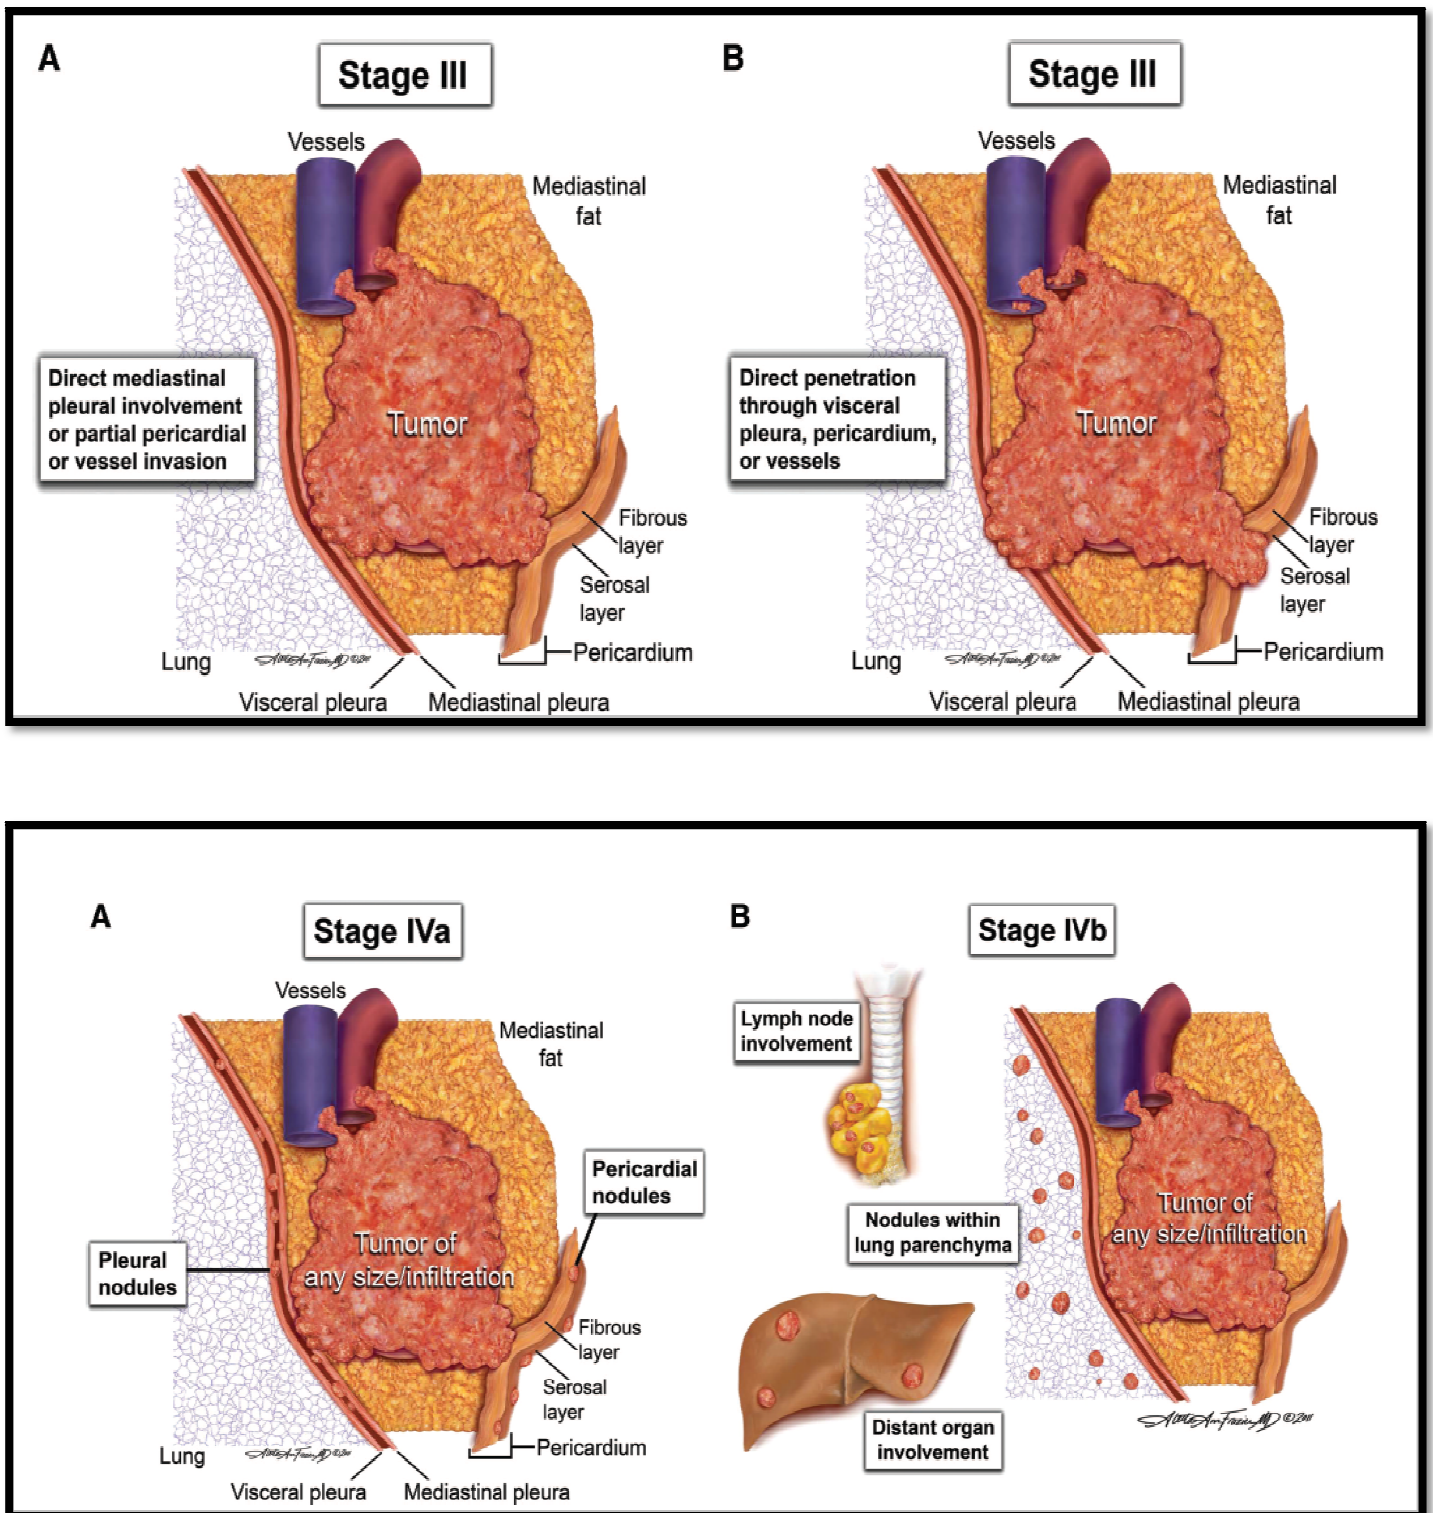 A
Stage III
Vessels
Mediastinal
fat
Direct mediastinal
pleural involvement
or partial pericardial
or vessel invasion
Tumor
Fibrous
layer
Serosal
layer
Pericardium
Lung
Visceral pleura
Mediastinal pleura
B
Stage III
Vessels
Mediastinal
fat
Direct penetration
through visceral
pleura, pericardium,
or vessels
Tumor
Fibrous
layer
Serosal
layer
Pericardium
Lung
Visceral pleura
Mediastinal pleura
A
Stage IVa
Vessels
Mediastinal
fat
Pericardial
nodules
Pleural
nodules
Tumor of
any size/infiltration
Fibrous
layer
Serosal
layer
Pericardium
Lung
Visceral pleura
Mediastinal pleura
B
Stage IVb
Lymph node
involvement
Nodules within
lung parenchyma
Tumor of
any size/infiltration
Distant organ
involvement